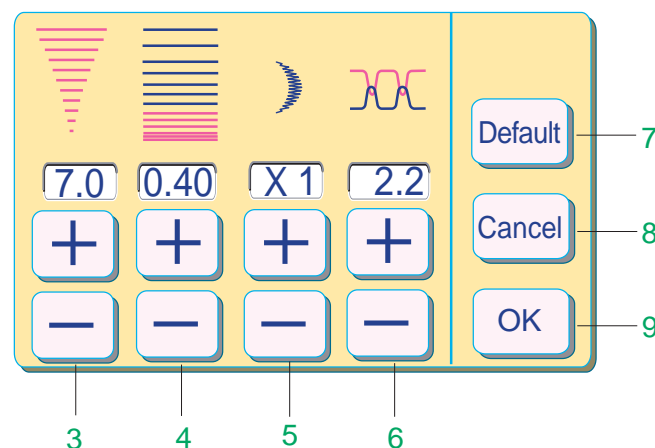 7.0 0.40 X 1 2.2
+ + + +
− − − −
Default 7
Cancel 8
OK 9
3 4 5 6